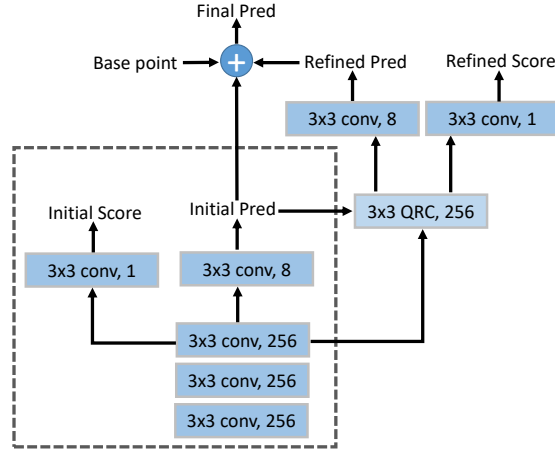 Final Pred
Base point
+
Refined Pred
Refined Score
3x3 conv, 8
3x3 conv, 1
Initial Score
Initial Pred
3x3 QRC, 256
3x3 conv, 1
3x3 conv, 8
3x3 conv, 256
3x3 conv, 256
3x3 conv, 256